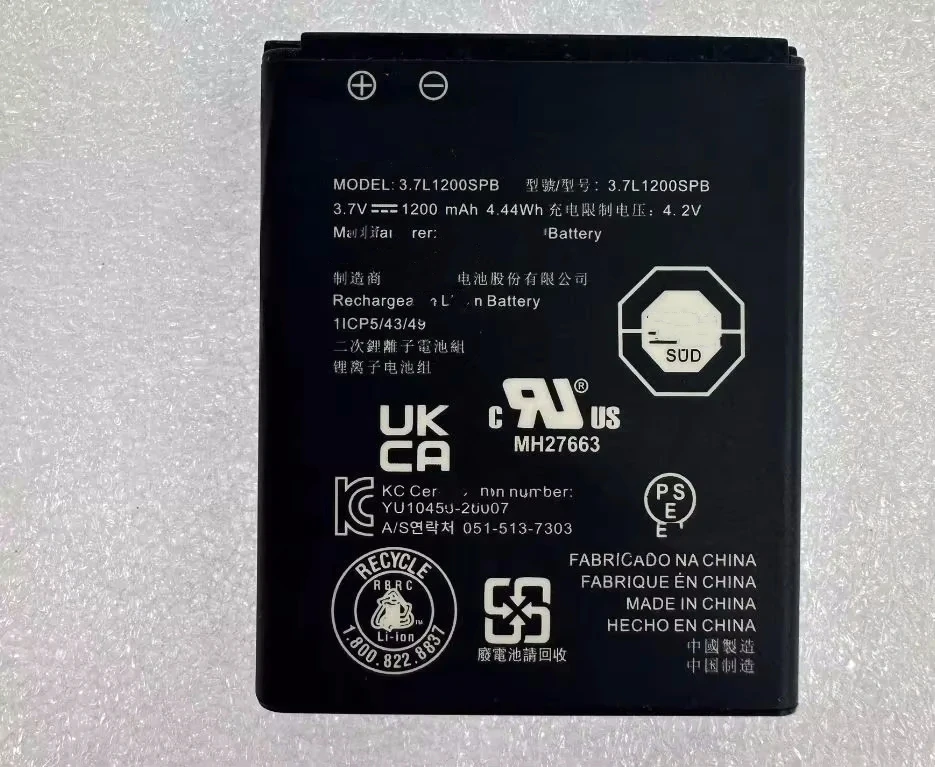 + −
MODEL: 3.7L1200SPB 型號/型号: 3.7L1200SPB
3.7V 1200 mAh 4.44Wh 充电限制电压: 4.2V
Battery
制造商 电池股份有限公司
Battery
1ICP5/43/49
二次鋰離子電池組
锂离子电池组
SÜD
UK
CA
C RU ® US
MH27663
KC number:
A/S연락처 051-513-7303
PS
E
RECYCLE
RBRC
TM
Li-ion
1.800.822.8837
廢電池請回收
FABRICADO NA CHINA
FABRIQUE ÉN CHINA
MADE IN CHINA
HECHO EN CHINA
中國製造
中国制造